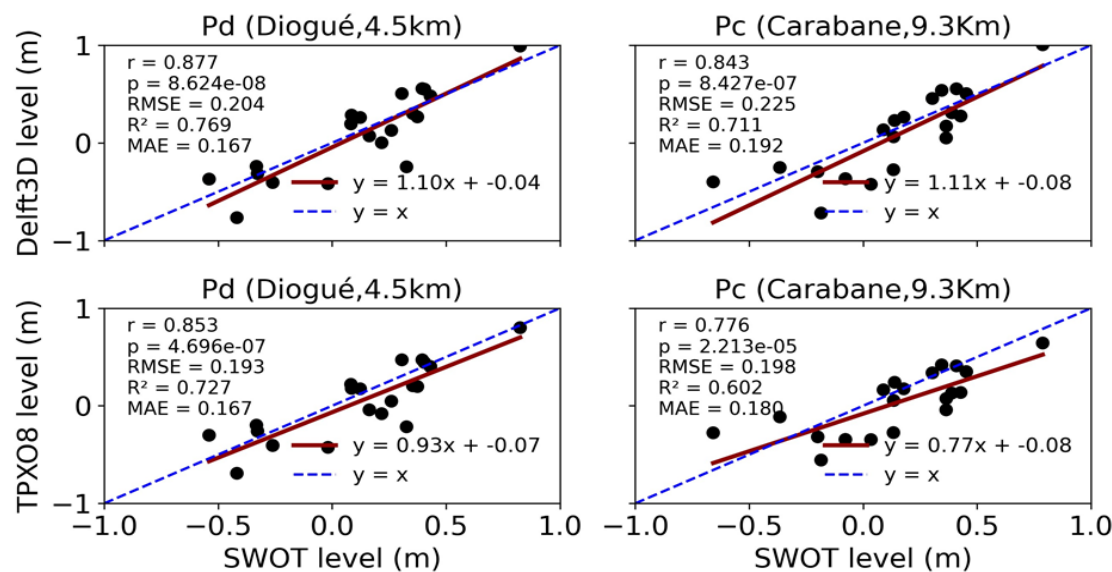 Pd (Diogué,4.5km)
Delft3D level (m)
1
0
−1
r = 0.877
p = 8.624e-08
RMSE = 0.204
R² = 0.769
MAE = 0.167
y = 1.10x + -0.04
y = x
Pc (Carabane,9.3Km)
r = 0.843
p = 8.427e-07
RMSE = 0.225
R² = 0.711
MAE = 0.192
y = 1.11x + -0.08
y = x
Pd (Diogué,4.5km)
TPXO8 level (m)
1
0
−1
r = 0.853
p = 4.696e-07
RMSE = 0.193
R² = 0.727
MAE = 0.167
y = 0.93x + -0.07
y = x
−1.0 −0.5 0.0 0.5 1.0
SWOT level (m)
Pc (Carabane,9.3Km)
r = 0.776
p = 2.213e-05
RMSE = 0.198
R² = 0.602
MAE = 0.180
y = 0.77x + -0.08
y = x
−1.0 −0.5 0.0 0.5 1.0
SWOT level (m)